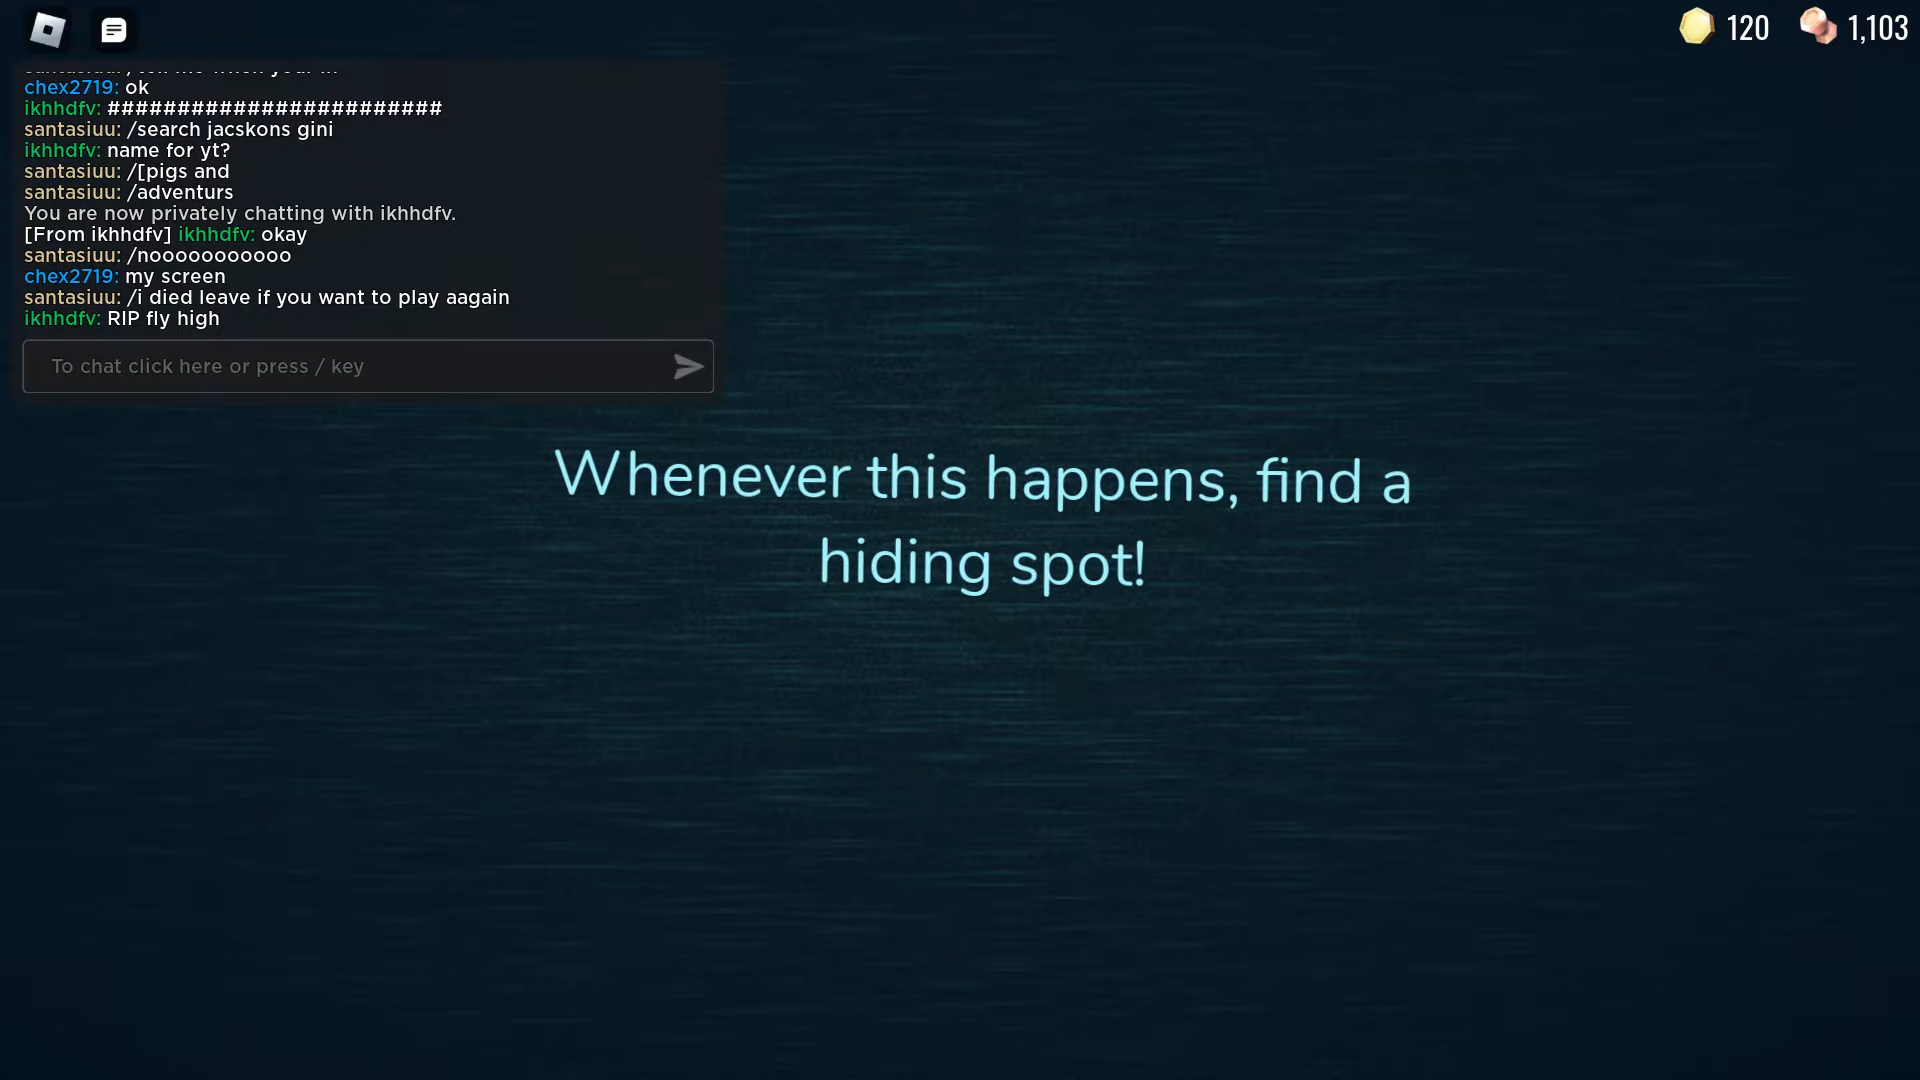 120
1,103
chex2719: ok
ikhhdfv: ########################
santasiuu: /search jacskons gini
ikhhdfv: name for yt?
santasiuu: /[pigs and
santasiuu: /adventurs
You are now privately chatting with ikhhdfv.
[From ikhhdfv] ikhhdfv: okay
santasiuu: /nooooooooooo
chex2719: my screen
santasiuu: /i died leave if you want to play aagain
ikhhdfv: RIP fly high
To chat click here or press / key
Whenever this happens, find a
hiding spot!